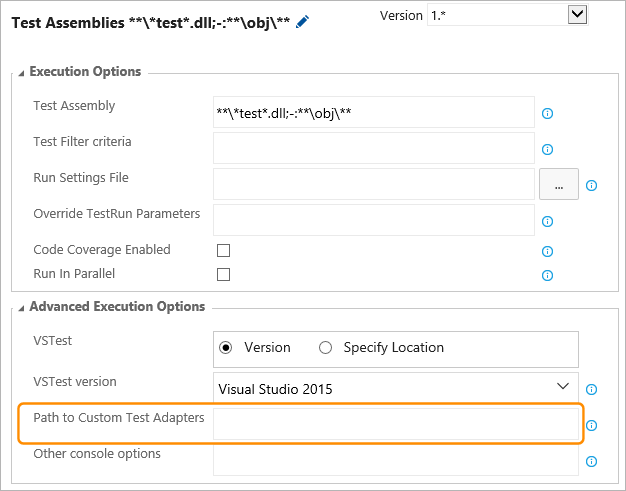 Test Assemblies **\*test*.dll;-:**\obj\**
Version 1.*
Execution Options
Test Assembly **\*test*.dll;-:**\obj\**
Test Filter criteria
Run Settings File ...
Override TestRun Parameters
Code Coverage Enabled
Run In Parallel
Advanced Execution Options
VSTest Version Specify Location
VSTest version Visual Studio 2015
Path to Custom Test Adapters
Other console options